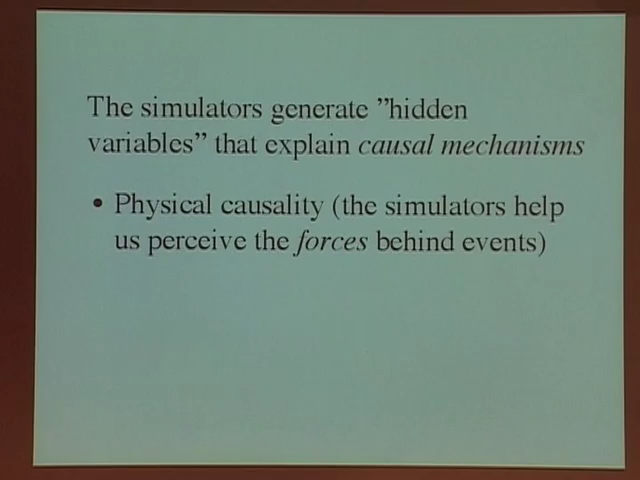 The simulators generate ”hidden
variables” that explain causal mechanisms
• Physical causality (the simulators help
us perceive the forces behind events)